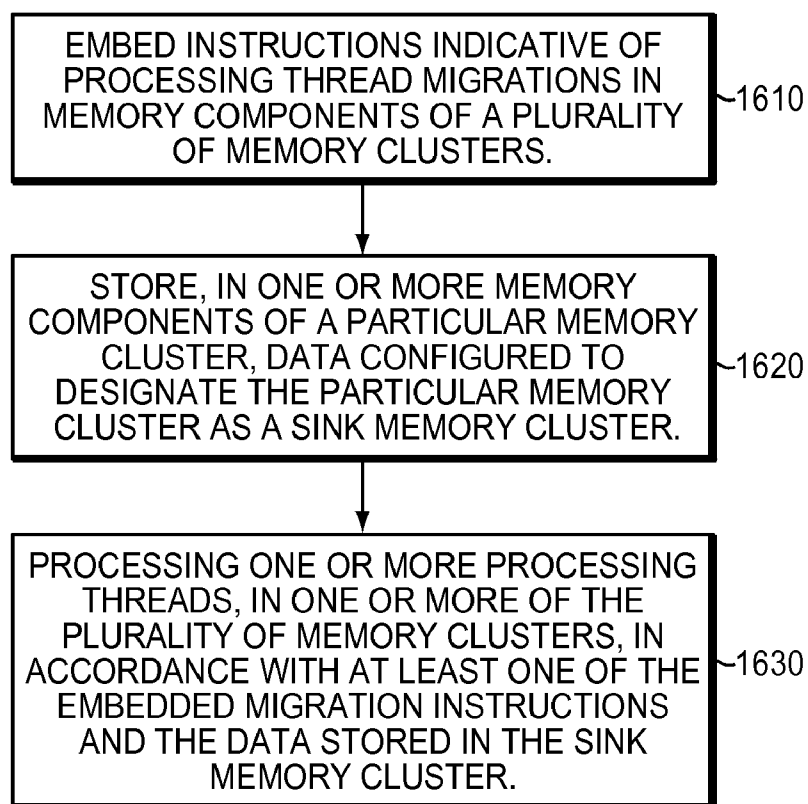 EMBED INSTRUCTIONS INDICATIVE OF
PROCESSING THREAD MIGRATIONS IN
MEMORY COMPONENTS OF A PLURALITY
OF MEMORY CLUSTERS.
1610
STORE, IN ONE OR MORE MEMORY
COMPONENTS OF A PARTICULAR MEMORY
CLUSTER, DATA CONFIGURED TO
DESIGNATE THE PARTICULAR MEMORY
CLUSTER AS A SINK MEMORY CLUSTER.
1620
PROCESSING ONE OR MORE PROCESSING
THREADS, IN ONE OR MORE OF THE
PLURALITY OF MEMORY CLUSTERS, IN
ACCORDANCE WITH AT LEAST ONE OF THE
EMBEDDED MIGRATION INSTRUCTIONS
AND THE DATA STORED IN THE SINK
MEMORY CLUSTER.
1630